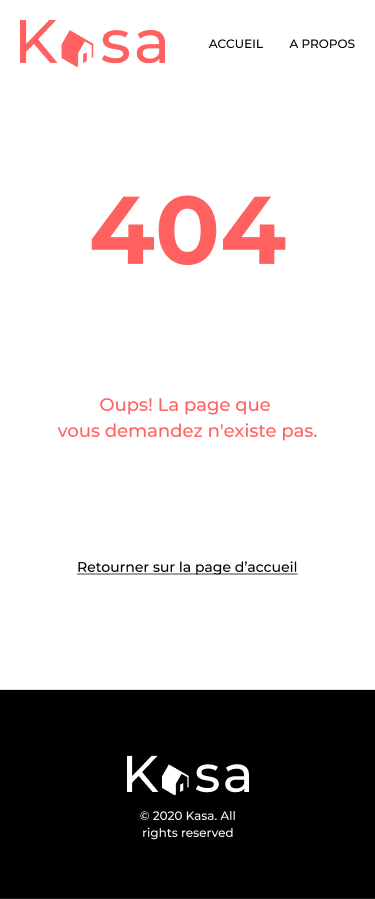 Kasa
ACCUEIL A PROPOS
404
Oups! La page que
vous demandez n'existe pas.
Retourner sur la page d’accueil
Kasa
© 2020 Kasa. All
rights reserved